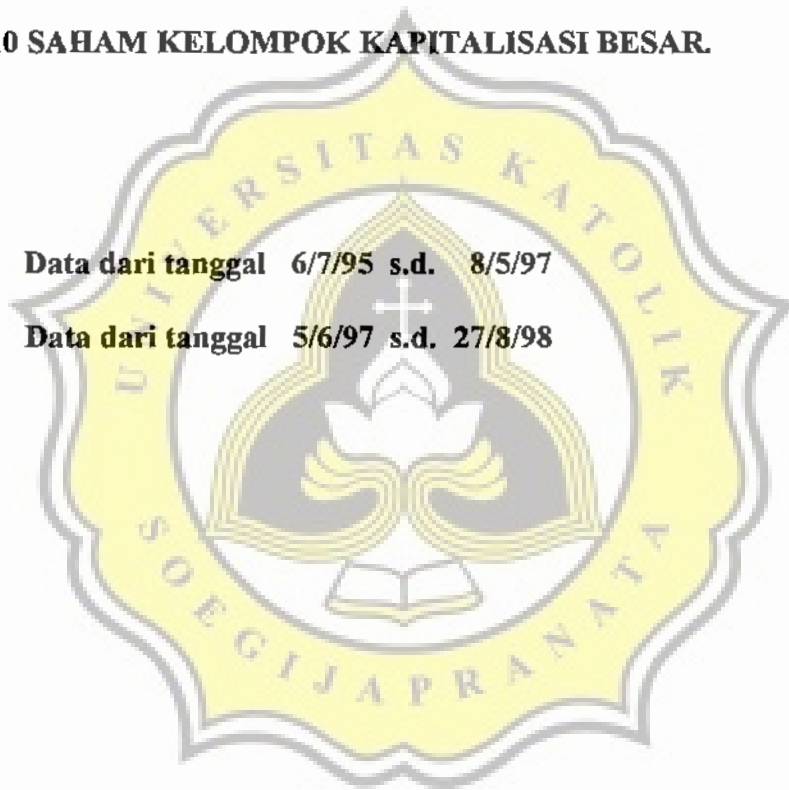 0 SAHAM KELOMPOK KAPITALISASI BESAR.
UNIVERSITAS KATOLIK
Data dari tanggal 6/7/95 s.d. 8/5/97
Data dari tanggal 5/6/97 s.d. 27/8/98
SOEGIJAPRANATA